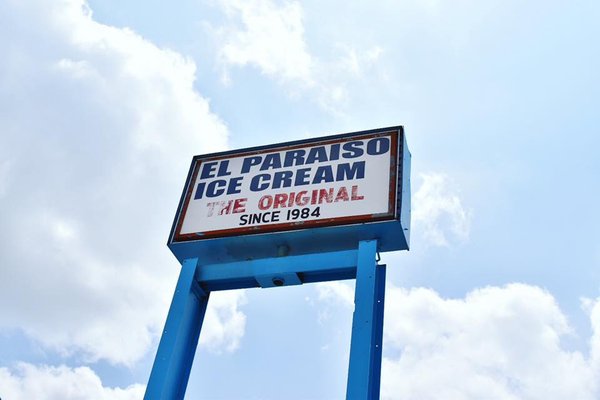 EL PARAISO
ICE CREAM
THE ORIGINAL
SINCE 1984